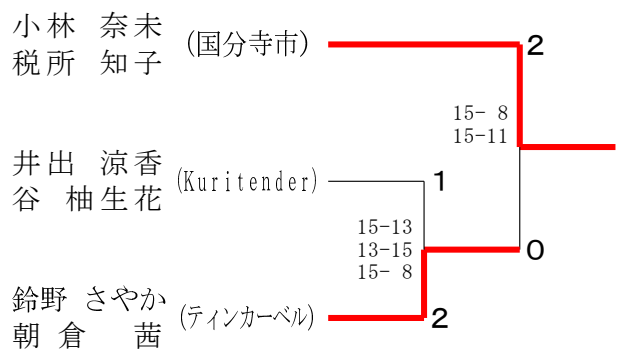 小林 奈未
税所 知子
(国分寺市)
2
15- 8
15-11
井出 涼香
谷 柚生花
(Kuritender)
1
15-13
13-15
15- 8
0
鈴野 さやか
朝倉 茜
(ティンカーベル)
2